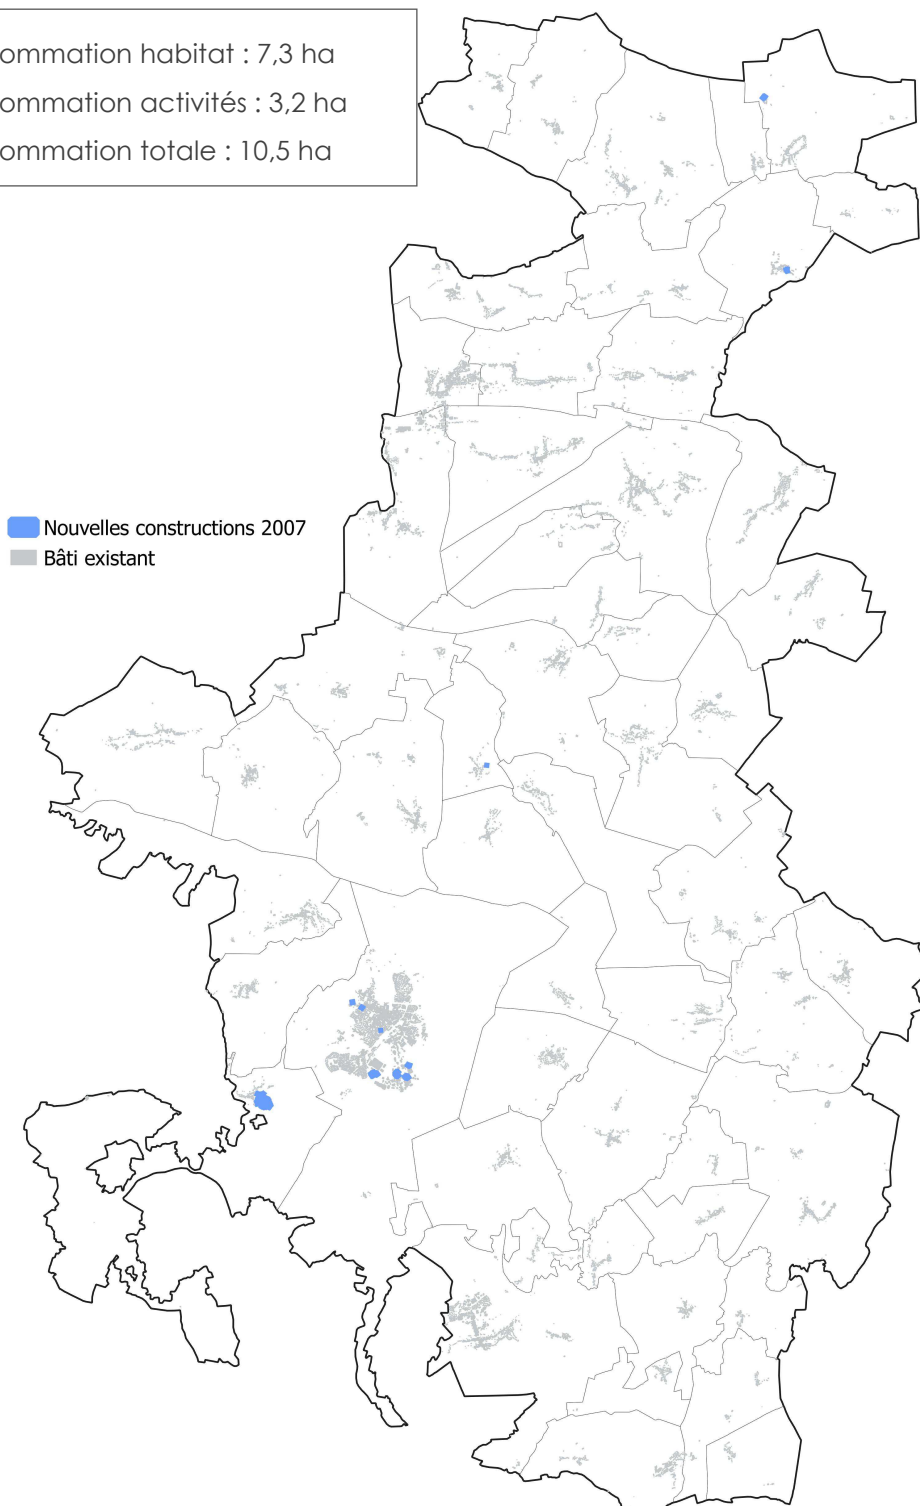 ommation habitat : 7,3 ha
ommation activités : 3,2 ha
ommation totale : 10,5 ha
Nouvelles constructions 2007
Bâti existant